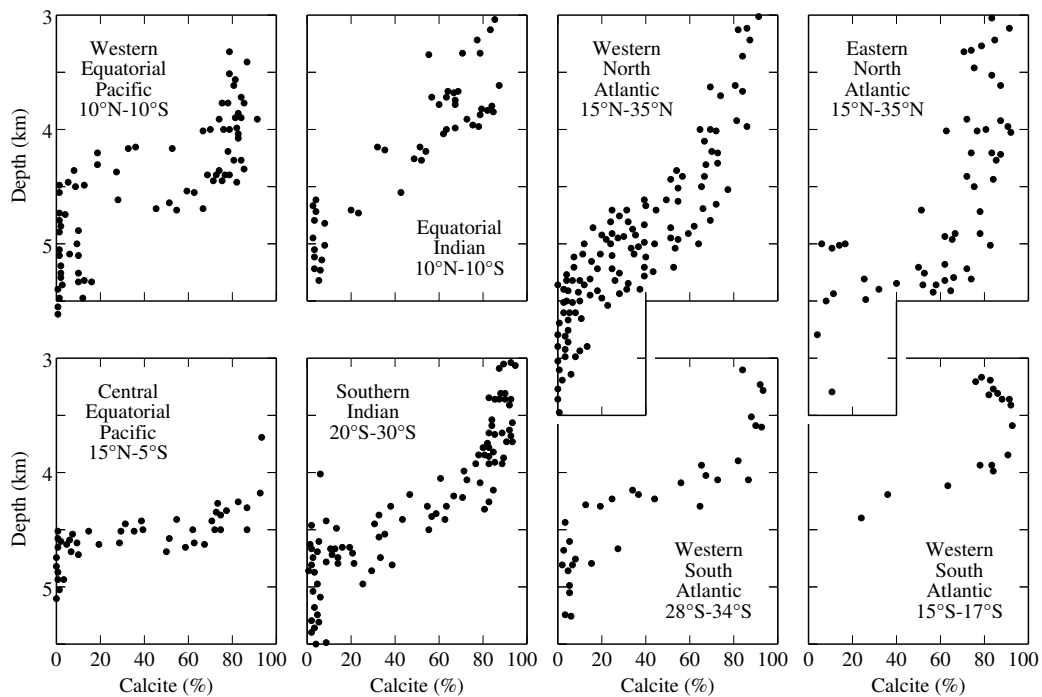 3
4
5
Depth (km)
Western
Equatorial
Pacific
10°N-10°S
Equatorial
Indian
10°N-10°S
Western
North
Atlantic
15°N-35°N
Eastern
North
Atlantic
15°N-35°N
3
4
5
Depth (km)
Central
Equatorial
Pacific
15°N-5°S
Southern
Indian
20°S-30°S
Western
South
Atlantic
28°S-34°S
Western
South
Atlantic
15°S-17°S
0 20 40 60 80 100
0 20 40 60 80 100
0 20 40 60 80 100
0 20 40 60 80 100
Calcite (%)
Calcite (%)
Calcite (%)
Calcite (%)